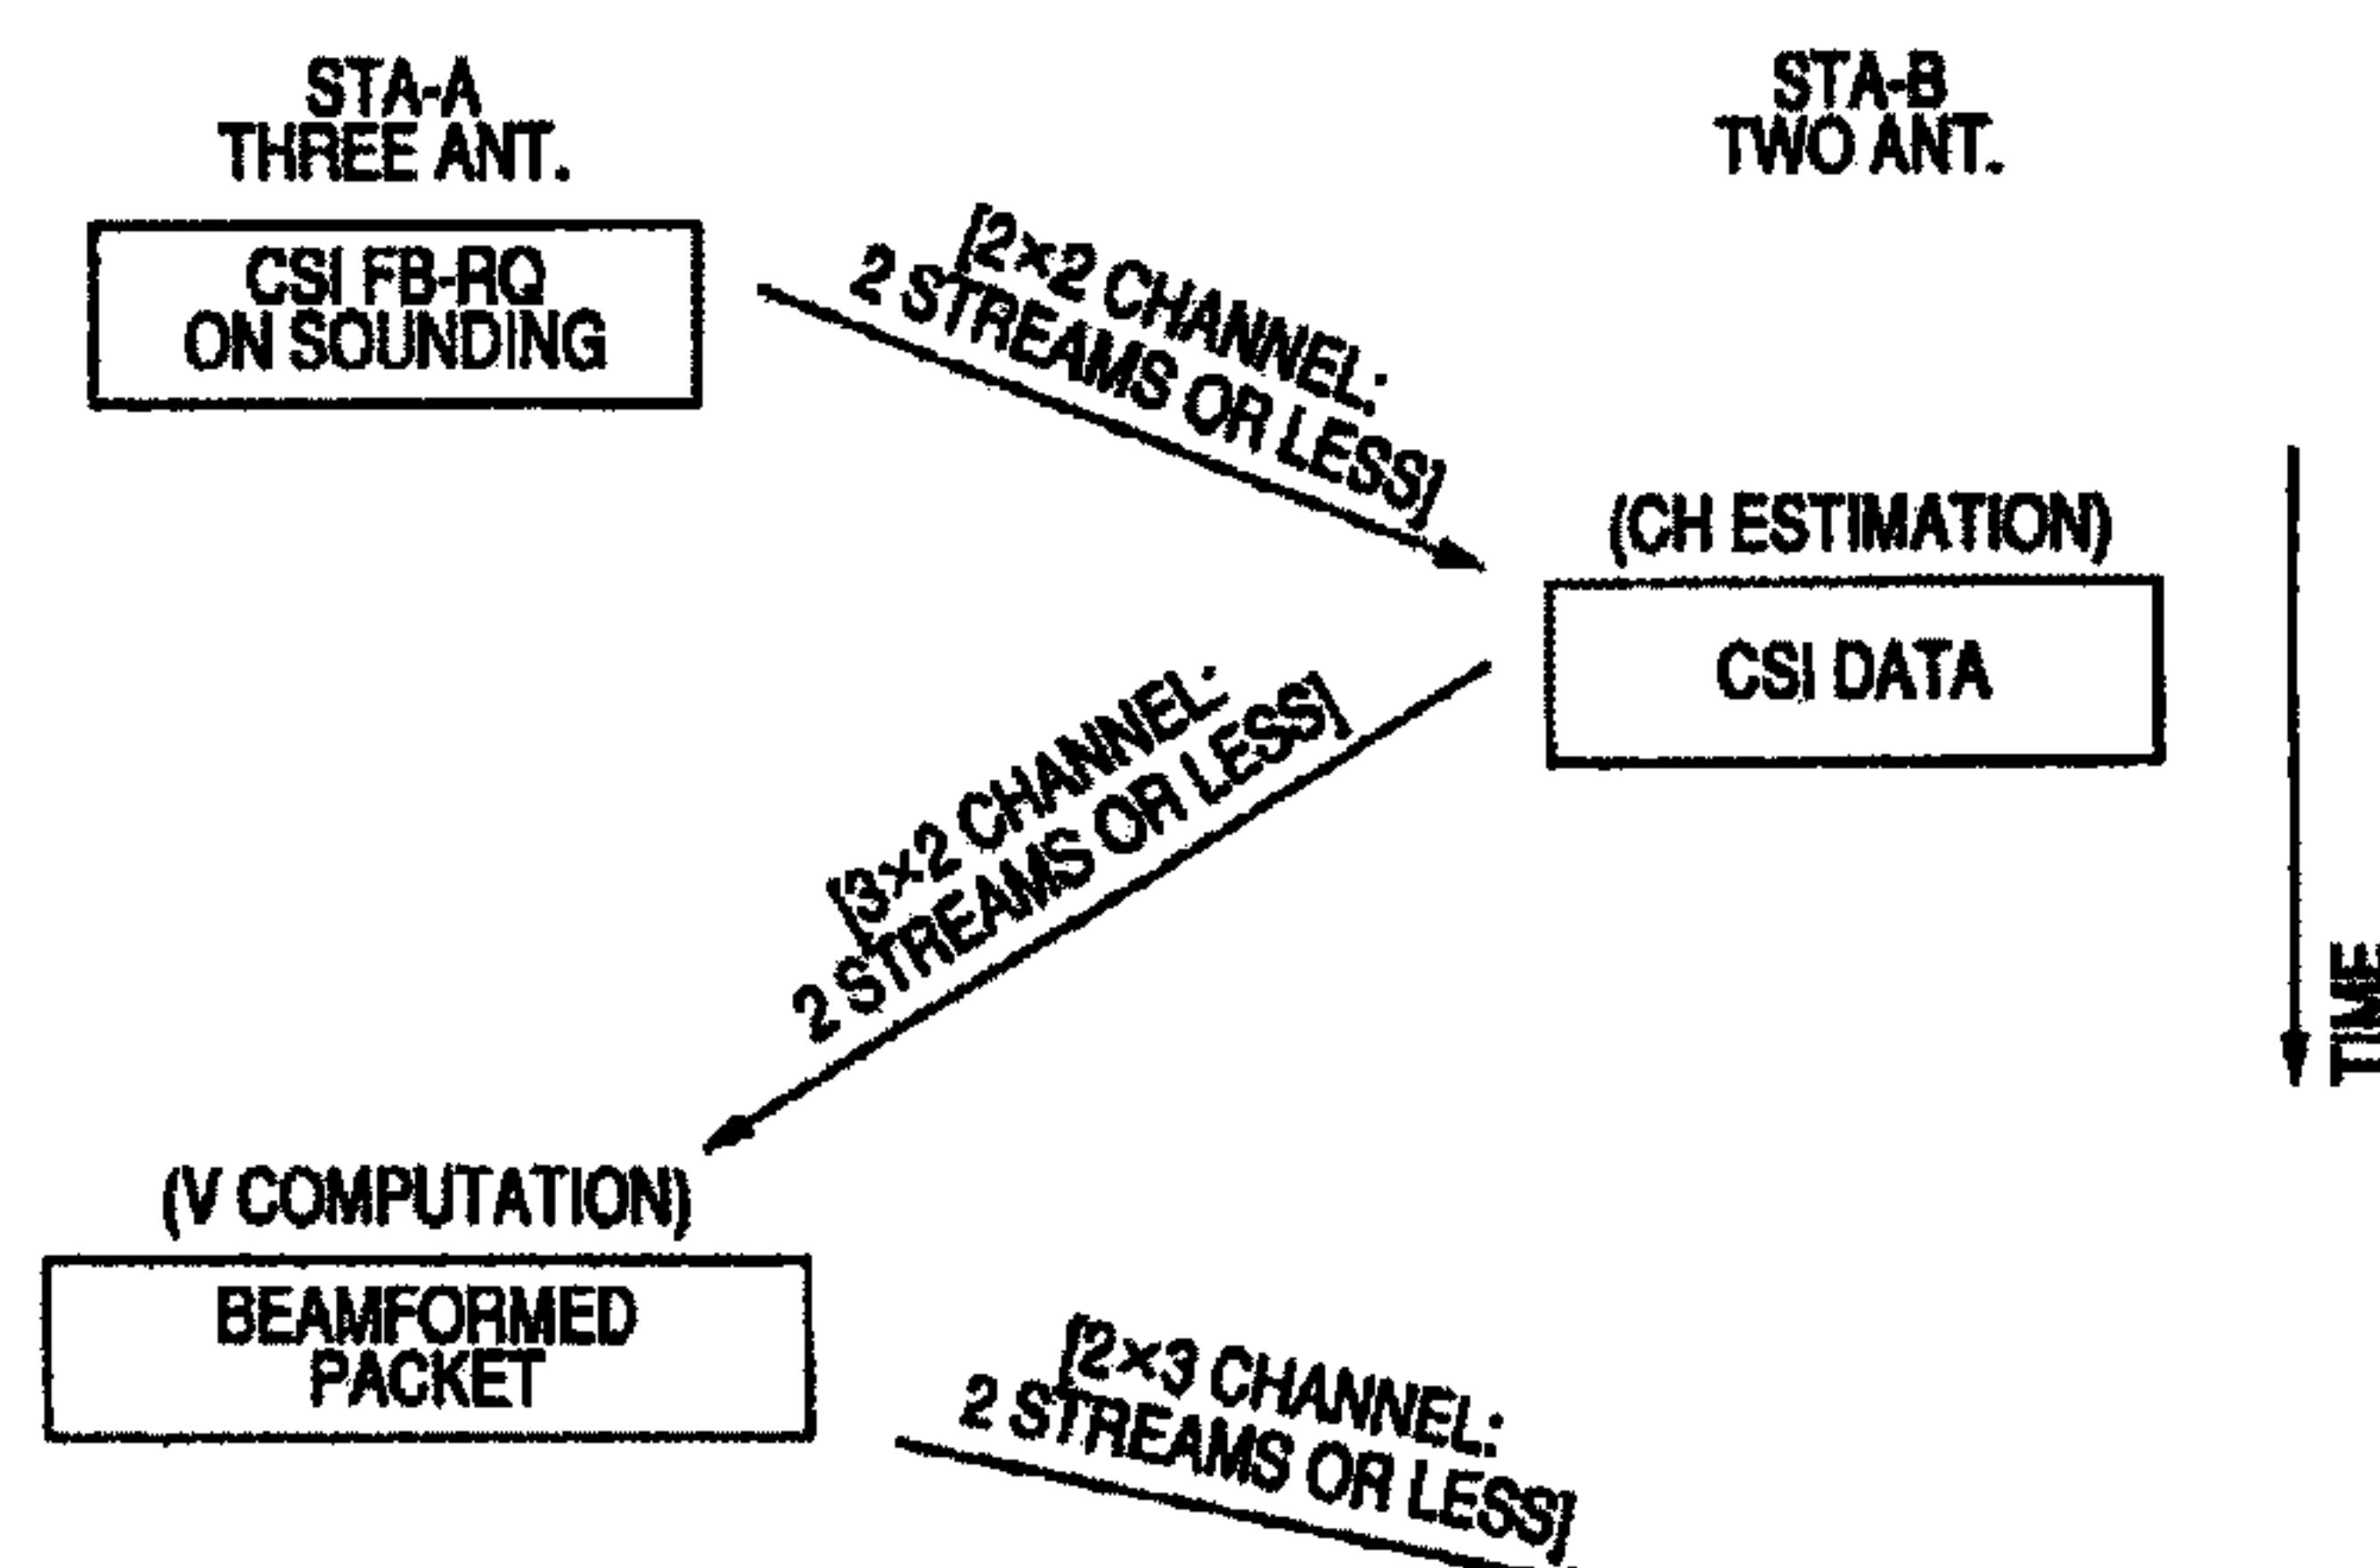 STA-A
THREE ANT.
STA-B
TWO ANT.
CSI FB-RQ
ON SOUNDING
(2×2 CHANNEL:
2 STREAMS OR LESS)
(CH ESTIMATION)
CSI DATA
(3×2 CHANNEL:
2 STREAMS OR LESS)
TIME
(V COMPUTATION)
BEAMFORMED
PACKET
(2×3 CHANNEL:
2 STREAMS OR LESS)